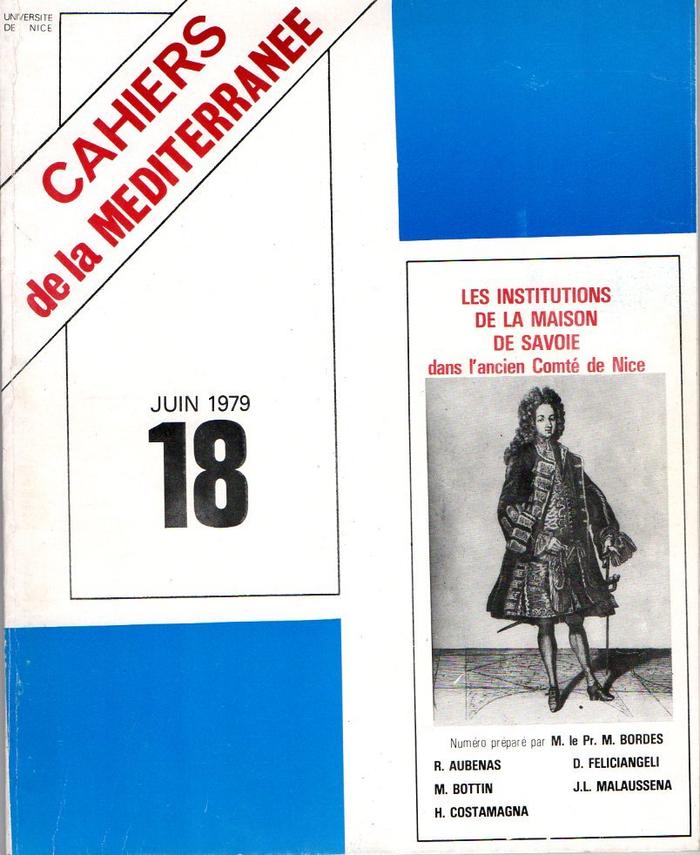 UNIVERSITE
DE NICE
CAHIERS
de la MEDITERRANEE
JUIN 1979
18
LES INSTITUTIONS
DE LA MAISON
DE SAVOIE
dans l'ancien Comté de Nice
Numéro préparé par M. le Pr. M. BORDES
R. AUBENAS
D. FELICIANGELI
M. BOTTIN
J.L. MALAUSSENA
H. COSTAMAGNA